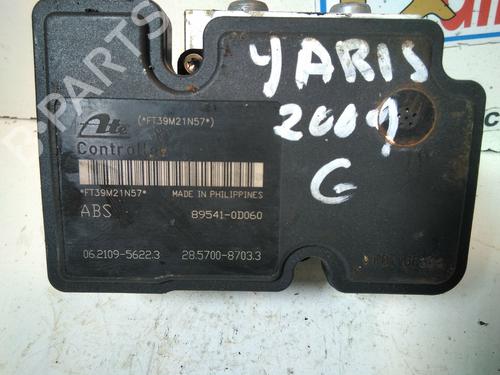 (*FT39M21N57*)
Ate
Controller
*FT39M21N57*
MADE IN PHILIPPINES
ABS
89541-0D060
06.2109-5622.3
28.5700-8703.3
YARIS
2009
G
B-PARTS